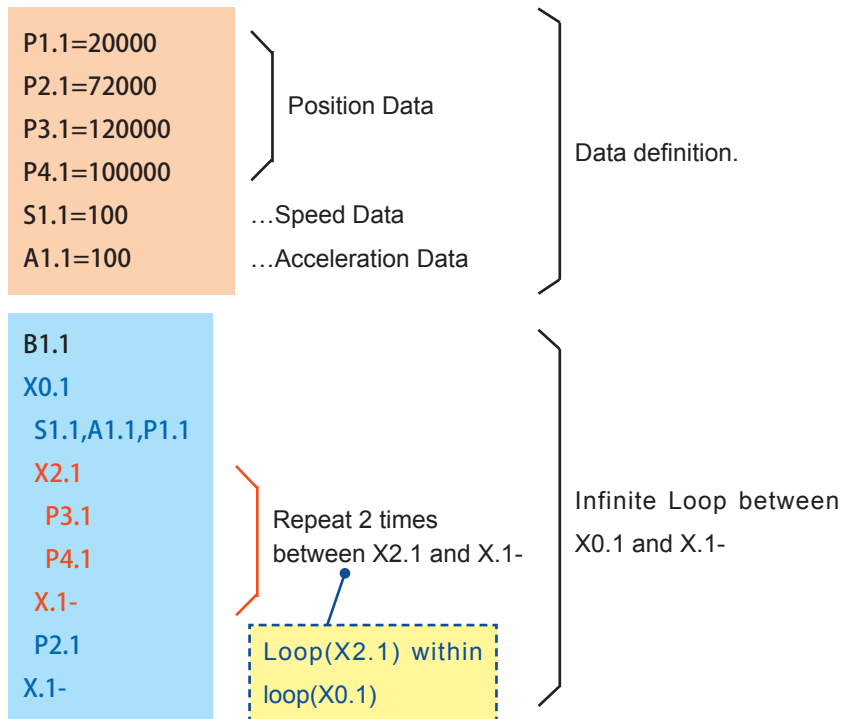 P1.1=20000
P2.1=72000
P3.1=120000
P4.1=100000
Position Data
S1.1=100 …Speed Data
A1.1=100 …Acceleration Data
Data definition.
B1.1
X0.1
S1.1,A1.1,P1.1
X2.1
P3.1
P4.1
X.1-
P2.1
X.1-
Repeat 2 times
between X2.1 and X.1-
Loop(X2.1) within
loop(X0.1)
Infinite Loop between
X0.1 and X.1-